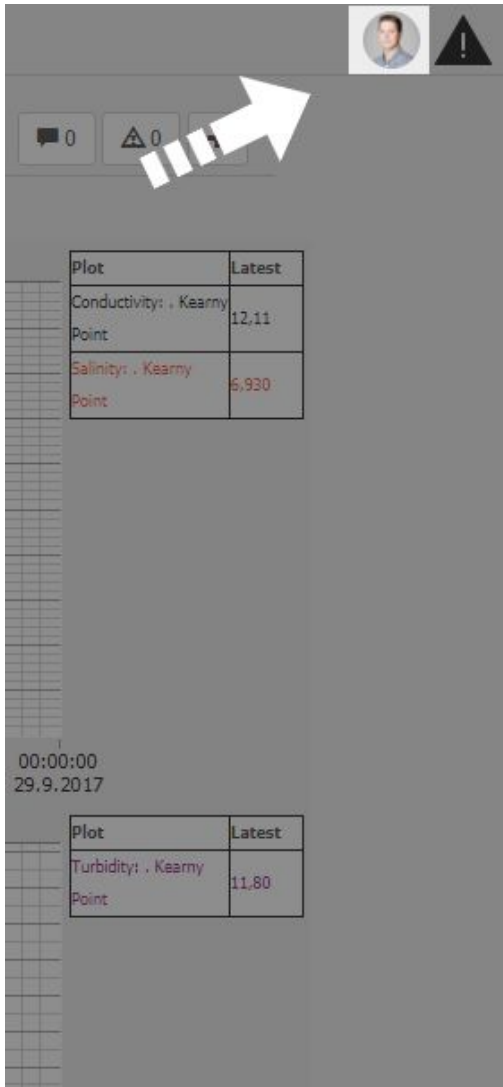 0
0
Plot Latest
Conductivity: . Kearny
Point
12,11
Salinity: . Kearny
Point
6,930
00:00:00
29.9.2017
Plot Latest
Turbidity: . Kearny
Point
11,80